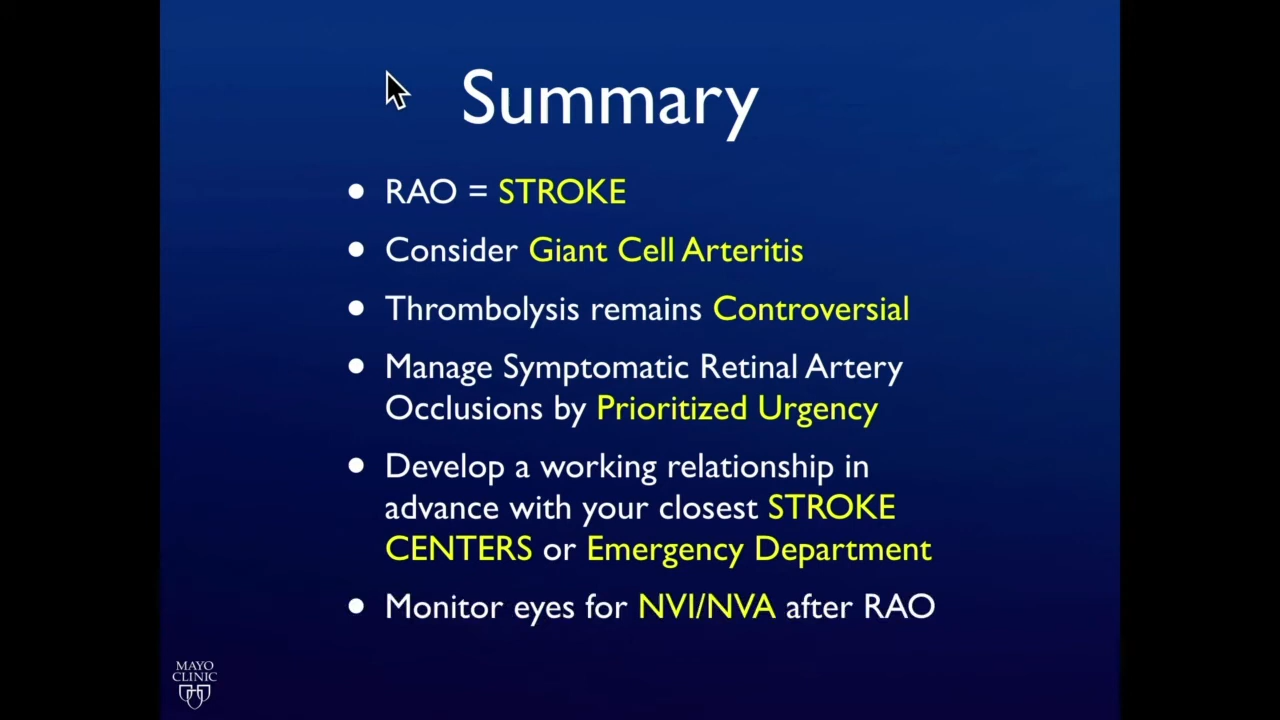 Summary
• RAO = STROKE
• Consider Giant Cell Arteritis
• Thrombolysis remains Controversial
• Manage Symptomatic Retinal Artery
Occlusions by Prioritized Urgency
• Develop a working relationship in
advance with your closest STROKE
CENTERS or Emergency Department
• Monitor eyes for NVI/NVA after RAO
MAYO
CLINIC